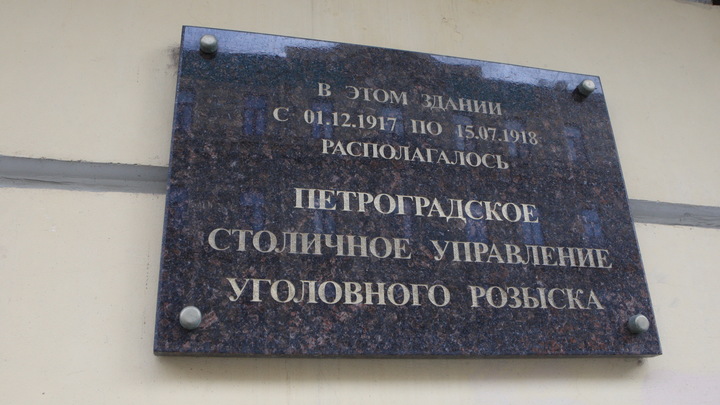 В ЭТОМ ЗДАНИИ
С 01.12.1917 ПО 15.07.1918
РАСПОЛАГАЛОСЬ
ПЕТРОГРАДСКОЕ
СТОЛИЧНОЕ УПРАВЛЕНИЕ
УГОЛОВНОГО РОЗЫСКА